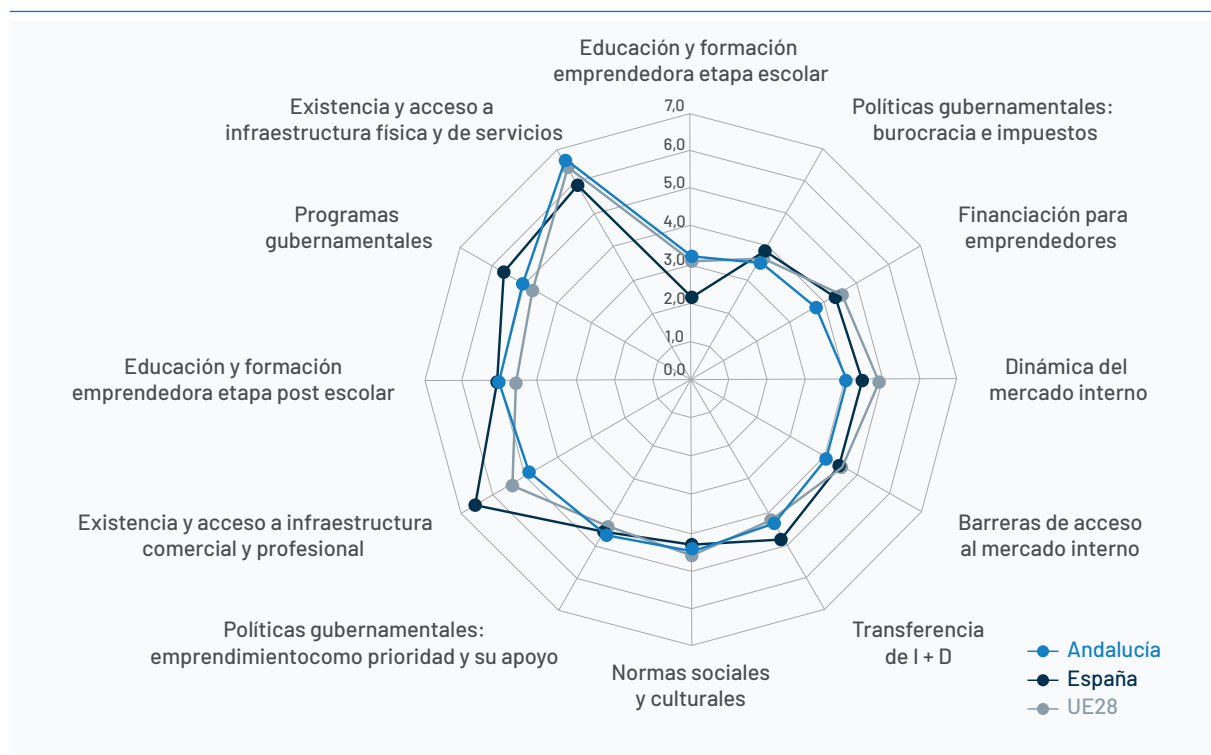 Educación y formación
emprendedora etapa escolar
Existencia y acceso a
infraestructura física y de servicios
7,0
6,0
5,0
4,0
3,0
2,0
1,0
0,0
Políticas gubernamentales:
burocracia e impuestos
Programas
gubernamentales
Financiación para
emprendedores
Educación y formación
emprendedora etapa post escolar
Dinámica del
mercado interno
Existencia y acceso a infraestructura
comercial y profesional
Barreras de acceso
al mercado interno
Políticas gubernamentales:
emprendimientocomo prioridad y su apoyo
Normas sociales
y culturales
Transferencia
de I + D
Andalucía
España
UE28